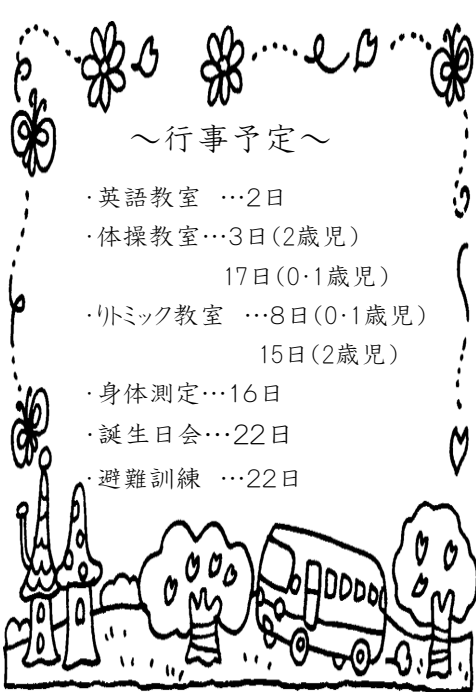 ～行事予定～
・英語教室　…2日
・体操教室…3日(2歳児)
17日(0・1歳児)
・リトミック教室　…8日(0・1歳児)
15日(2歳児)
・身体測定…16日
・誕生日会…22日
・避難訓練　…22日